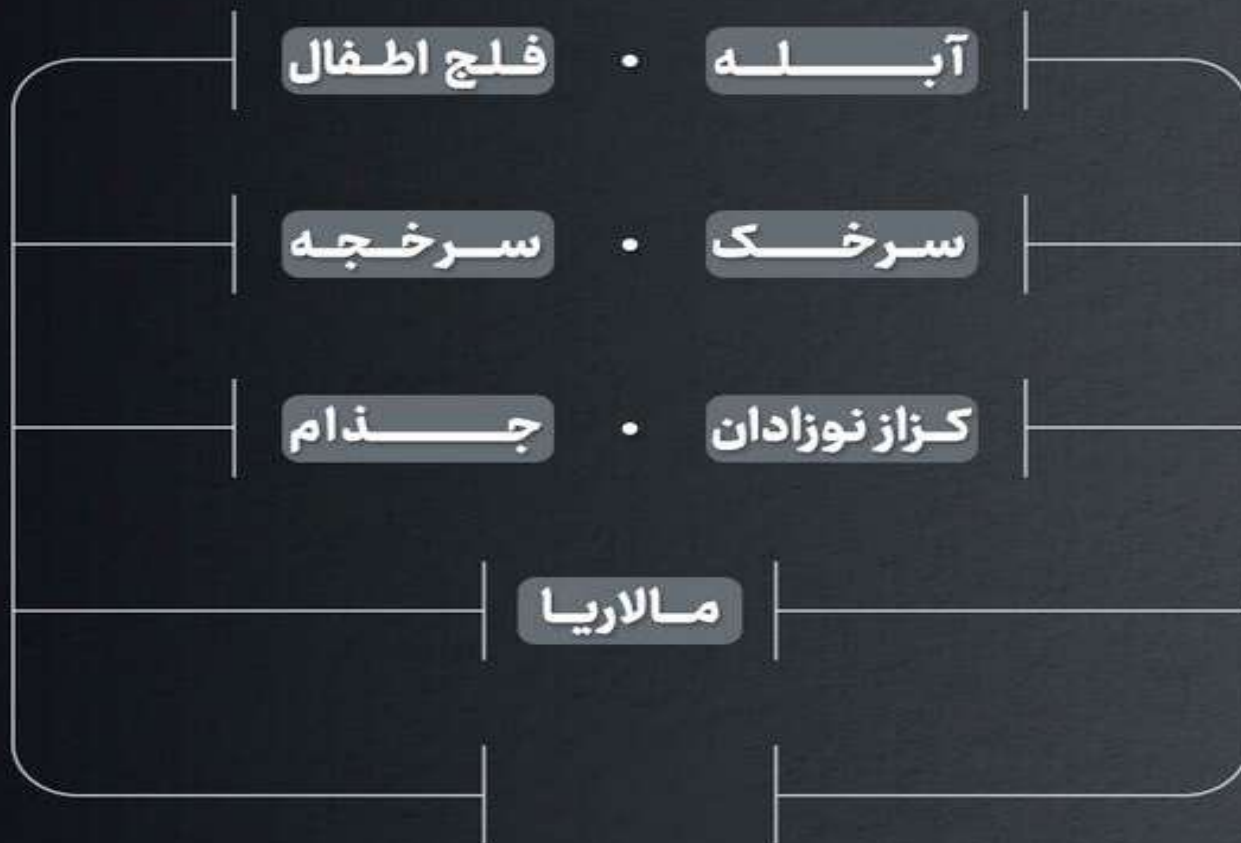 آبله • فلج اطفال
سرخک • سرخجه
کزاز نوزادان • جذام
مالاریا